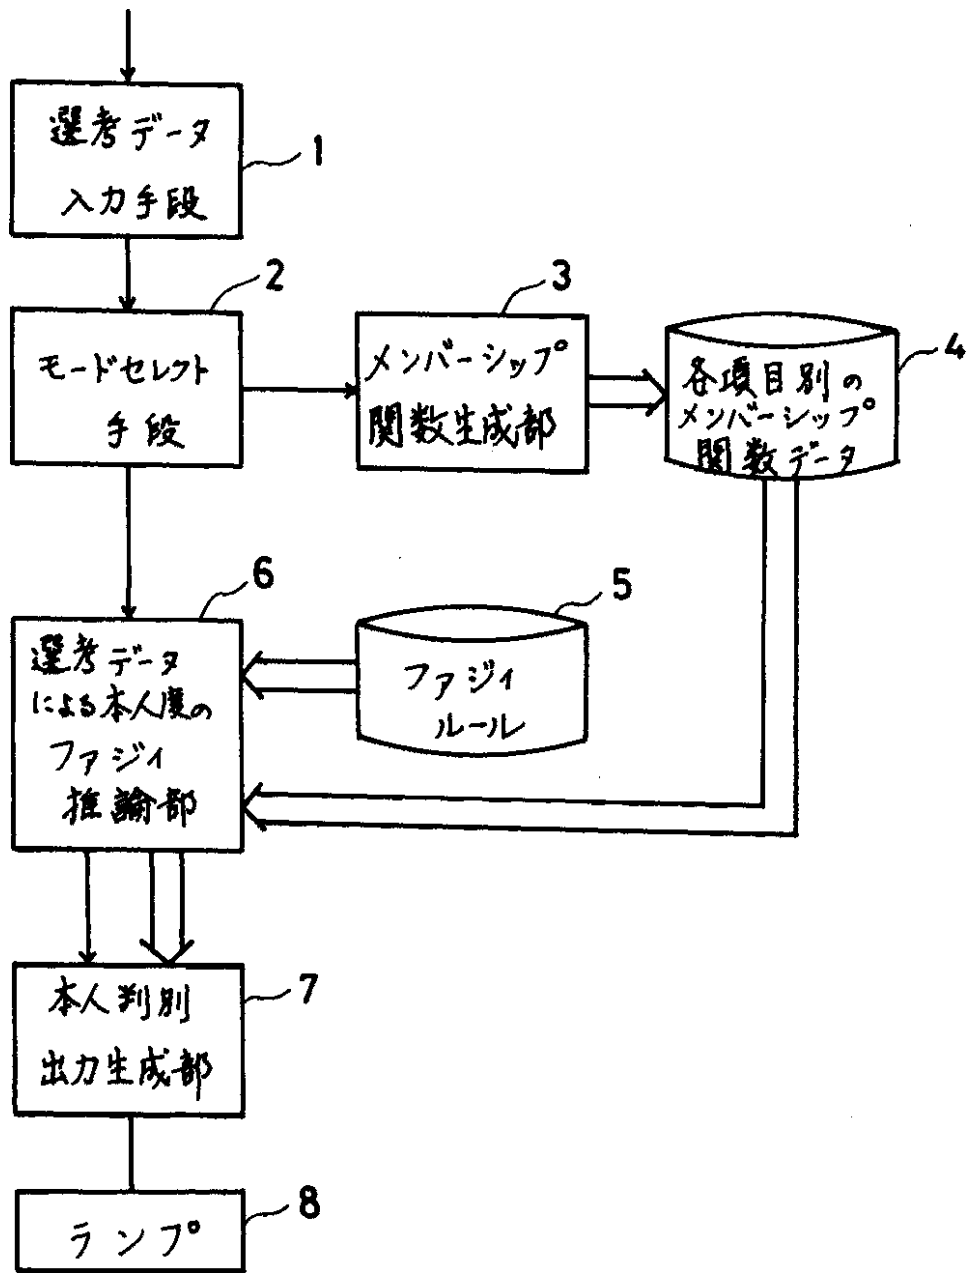 選考データ
入力手段
1
モードセレクト
手段
2
メンバーシップ
関数生成部
3
各項目別の
メンバーシップ
関数データ
4
ファジィ
ルール
5
選考データ
による本人度の
ファジィ
推論部
6
本人判別
出力生成部
7
ランプ
8